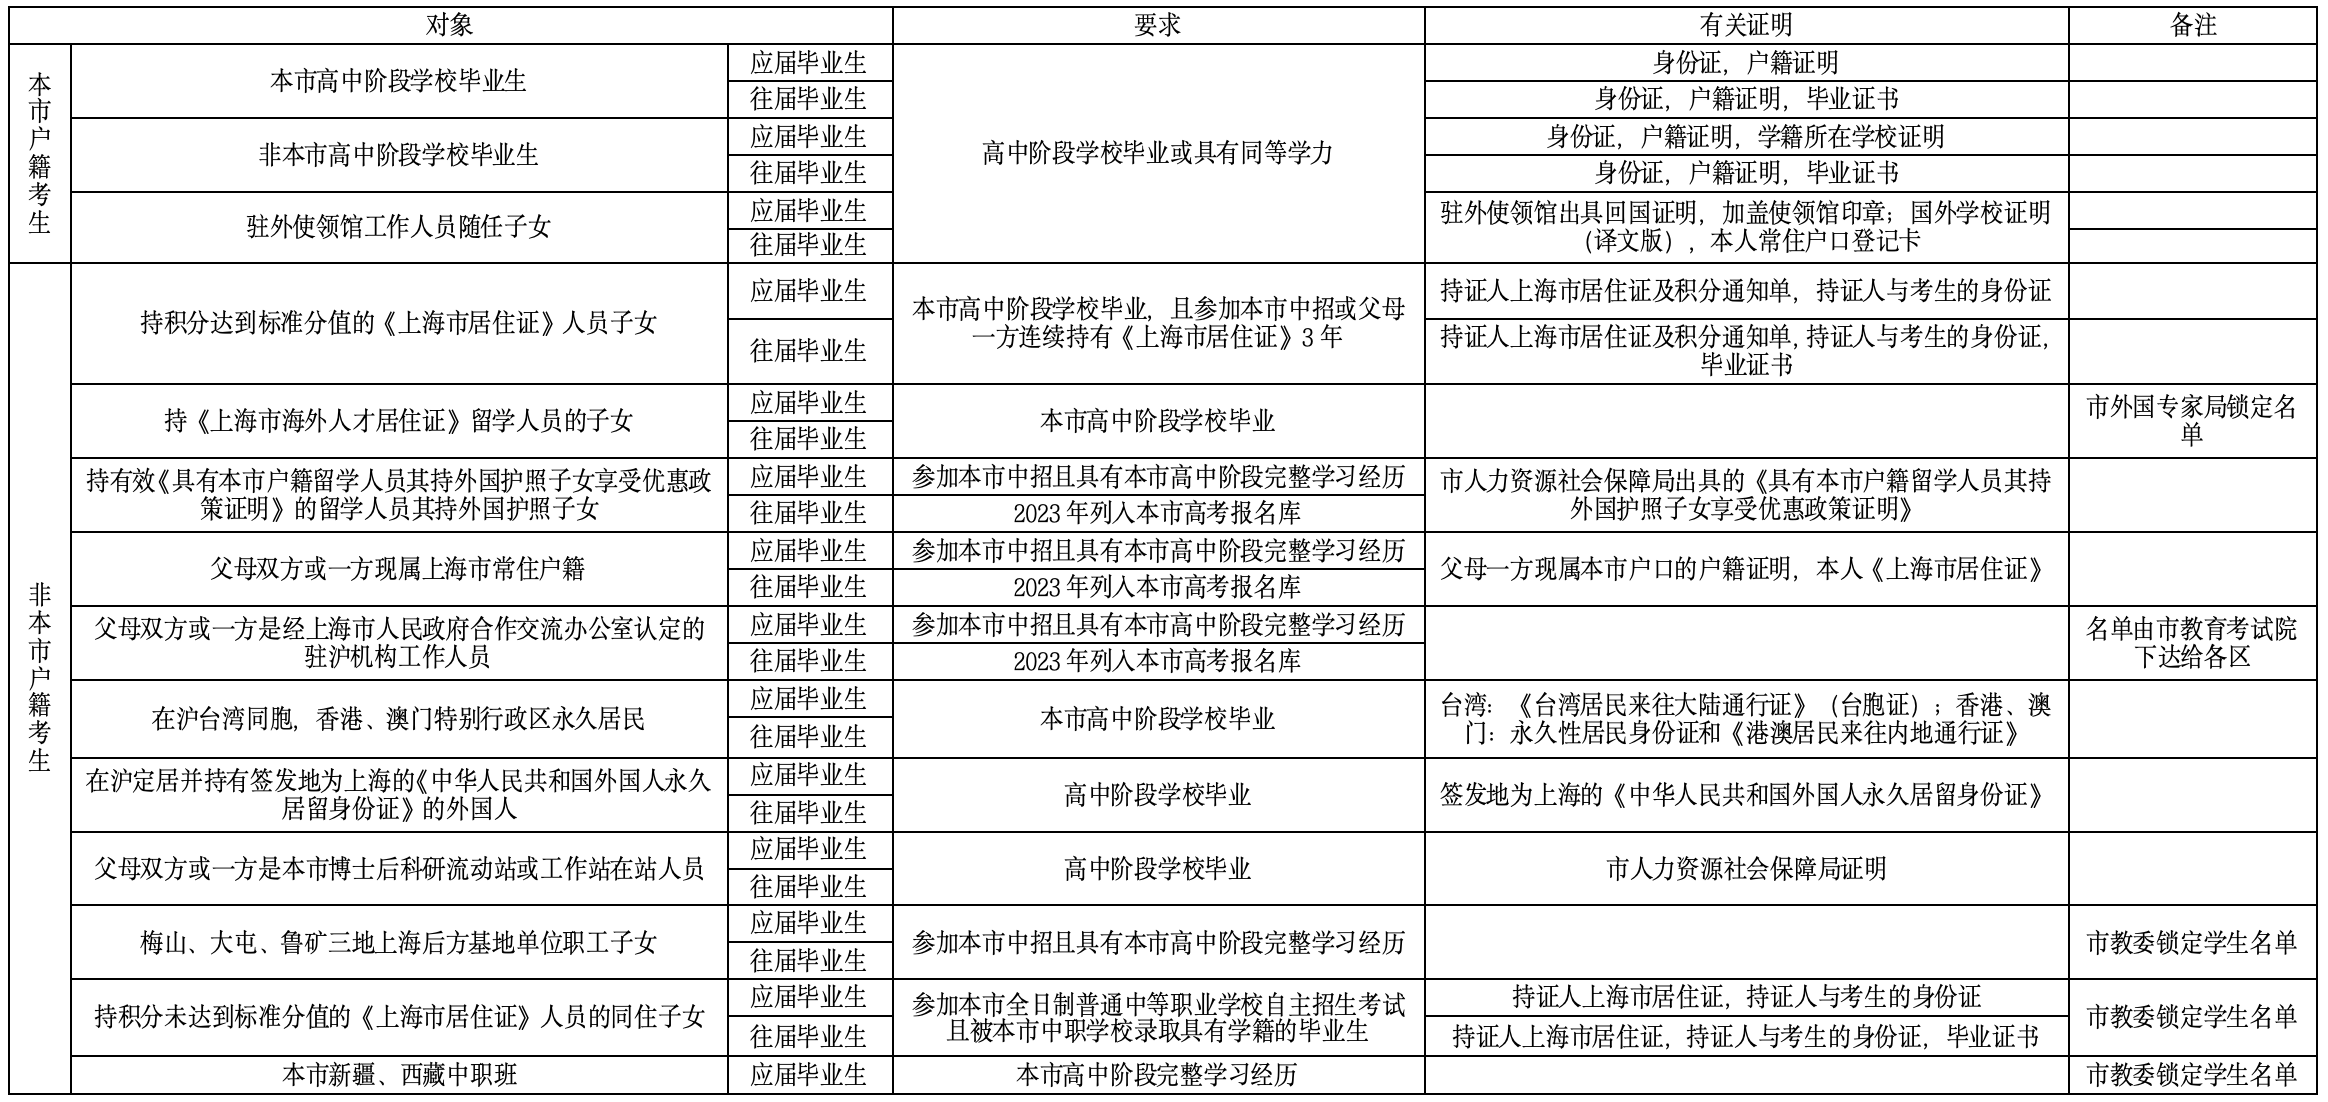 对象 要求 有关证明 备注
本市户籍考生
本市高中阶段学校毕业生
应届毕业生
往届毕业生
高中阶段学校毕业或具有同等学力
身份证，户籍证明
身份证，户籍证明，毕业证书
非本市高中阶段学校毕业生
应届毕业生
往届毕业生
身份证，户籍证明，学籍所在学校证明
身份证，户籍证明，毕业证书
驻外使领馆工作人员随任子女
应届毕业生
往届毕业生
驻外使领馆出具回国证明，加盖使领馆印章；国外学校证明
（译文版），本人常住户口登记卡
非本市户籍考生
持积分达到标准分值的《上海市居住证》人员子女
应届毕业生
往届毕业生
本市高中阶段学校毕业，且参加本市中招或父母
一方连续持有《上海市居住证》3 年
持证人上海市居住证及积分通知单，持证人与考生的身份证
持证人上海市居住证及积分通知单，持证人与考生的身份证，
毕业证书
持《上海市海外人才居住证》留学人员的子女
应届毕业生
往届毕业生
本市高中阶段学校毕业
市外国专家局锁定名
单
持有效《具有本市户籍留学人员其持外国护照子女享受优惠政
策证明》的留学人员其持外国护照子女
应届毕业生
往届毕业生
参加本市中招且具有本市高中阶段完整学习经历
2023 年列入本市高考报名库
市人力资源社会保障局出具的《具有本市户籍留学人员其持
外国护照子女享受优惠政策证明》
父母双方或一方现属上海市常住户籍
应届毕业生
往届毕业生
参加本市中招且具有本市高中阶段完整学习经历
2023 年列入本市高考报名库
父母一方现属本市户口的户籍证明，本人《上海市居住证》
父母双方或一方是经上海市人民政府合作交流办公室认定的
驻沪机构工作人员
应届毕业生
往届毕业生
参加本市中招且具有本市高中阶段完整学习经历
2023 年列入本市高考报名库
名单由市教育考试院
下达给各区
在沪台湾同胞，香港、澳门特别行政区永久居民
应届毕业生
往届毕业生
本市高中阶段学校毕业
台湾：《台湾居民来往大陆通行证》（台胞证）；香港、澳
门：永久性居民身份证和《港澳居民来往内地通行证》
在沪定居并持有签发地为上海的《中华人民共和国外国人永久
居留身份证》的外国人
应届毕业生
往届毕业生
高中阶段学校毕业
签发地为上海的《中华人民共和国外国人永久居留身份证》
父母双方或一方是本市博士后科研流动站或工作站在站人员
应届毕业生
往届毕业生
高中阶段学校毕业
市人力资源社会保障局证明
梅山、大屯、鲁矿三地上海后方基地单位职工子女
应届毕业生
往届毕业生
参加本市中招且具有本市高中阶段完整学习经历
市教委锁定学生名单
持积分未达到标准分值的《上海市居住证》人员的同住子女
应届毕业生
往届毕业生
参加本市全日制普通中等职业学校自主招生考试
且被本市中职学校录取具有学籍的毕业生
持证人上海市居住证，持证人与考生的身份证
持证人上海市居住证，持证人与考生的身份证，毕业证书
市教委锁定学生名单
本市新疆、西藏中职班
应届毕业生
本市高中阶段完整学习经历
市教委锁定学生名单